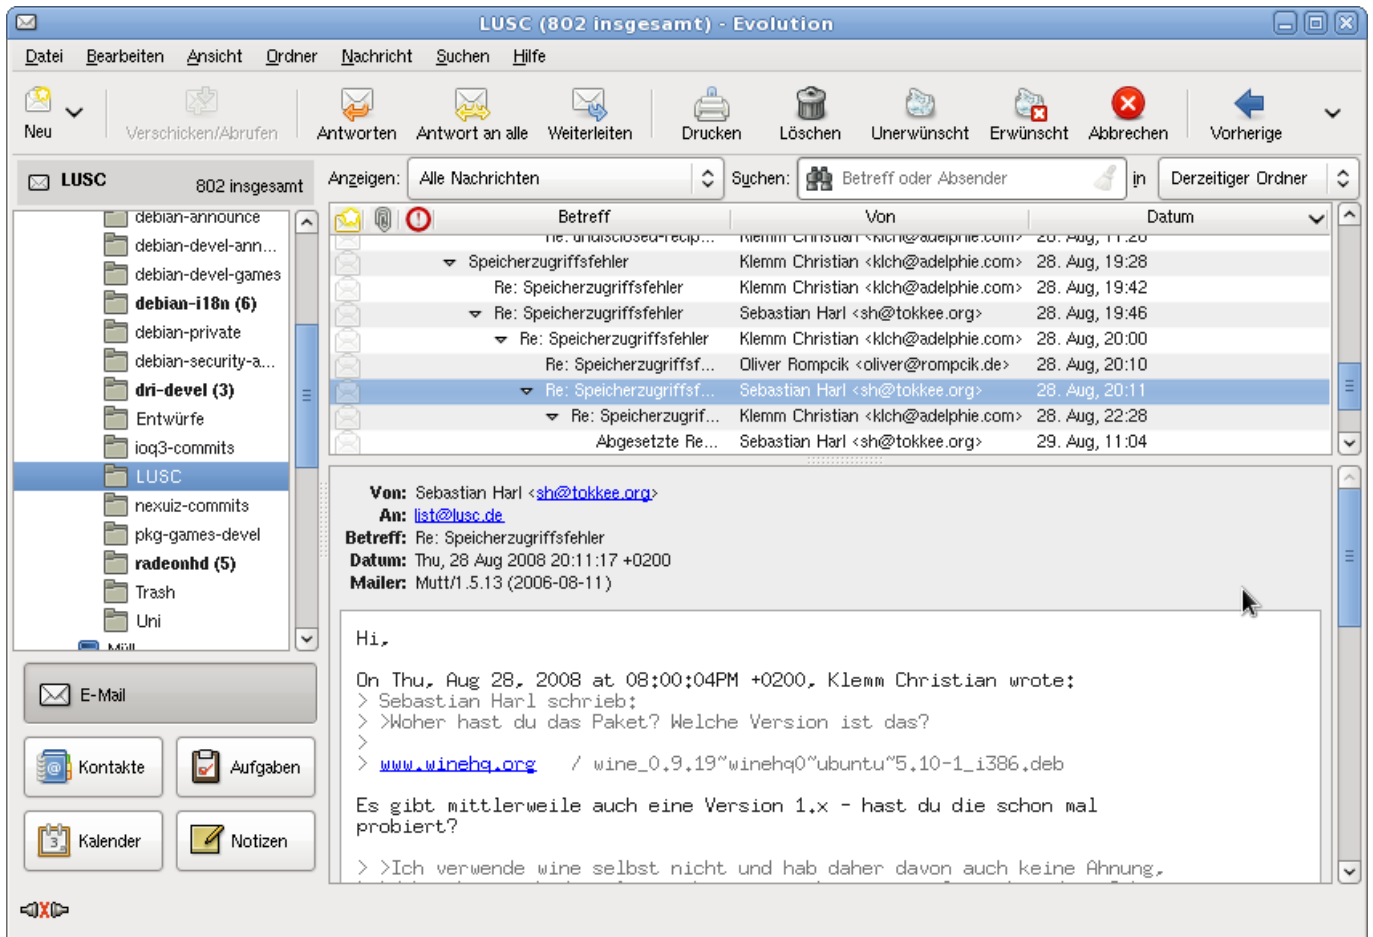 LUSC (802 insgesamt) - Evolution
Datei Bearbeiten Ansicht Ordner Nachricht Suchen Hilfe
Neu Verschicken/Abrufen Antworten Antwort an alle Weiterleiten Drucken Löschen Unerwünscht Erwünscht Abbrechen Vorherige
LUSC 802 insgesamt
Anzeigen: Alle Nachrichten Suchen: Betreff oder Absender in Derzeitiger Ordner
debian-announce
debian-devel-ann...
debian-devel-games
debian-i18n (6)
debian-private
debian-security-a...
dri-devel (3)
Entwürfe
ioq3-commits
LUSC
nexuiz-commits
pkg-games-devel
radeonhd (5)
Trash
Uni
Müll
E-Mail
Kontakte Aufgaben
Kalender Notizen
Betreff Von Datum
Re: undisclosed-recip... Klemm Christian <klch@adelphie.com>
Speicherzugriffsfehler Klemm Christian <klch@adelphie.com> 28. Aug, 19:28
Re: Speicherzugriffsfehler Klemm Christian <klch@adelphie.com> 28. Aug, 19:42
Re: Speicherzugriffsfehler Sebastian Harl <sh@tokkee.org> 28. Aug, 19:46
Re: Speicherzugriffsfehler Klemm Christian <klch@adelphie.com> 28. Aug, 20:00
Re: Speicherzugriffsf... Oliver Rompcik <oliver@rompcik.de> 28. Aug, 20:10
Re: Speicherzugriffsf... Sebastian Harl <sh@tokkee.org> 28. Aug, 20:11
Re: Speicherzugrif... Klemm Christian <klch@adelphie.com> 28. Aug, 22:28
Abgesetzte Re... Sebastian Harl <sh@tokkee.org> 29. Aug, 11:04
Von: Sebastian Harl <sh@tokkee.org>
An: list@lusc.de
Betreff: Re: Speicherzugriffsfehler
Datum: Thu, 28 Aug 2008 20:11:17 +0200
Mailer: Mutt/1.5.13 (2006-08-11)
Hi,
On Thu, Aug 28, 2008 at 08:00:04PM +0200, Klemm Christian wrote:
> Sebastian Harl schrieb:
> >Woher hast du das Paket? Welche Version ist das?
>
> www.winehq.org / wine_0.9.19~winehq0~ubuntu~5.10-1_i386.deb
Es gibt mittlerweile auch eine Version 1.x - hast du die schon mal
probiert?
> >Ich verwende wine selbst nicht und hab daher davon auch keine Ahnung,